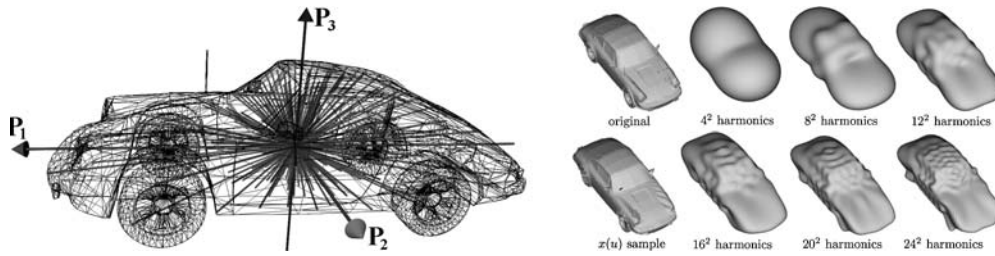 P₃
P₁
P₂
original
4² harmonics
8² harmonics
12² harmonics
x(u) sample
16² harmonics
20² harmonics
24² harmonics